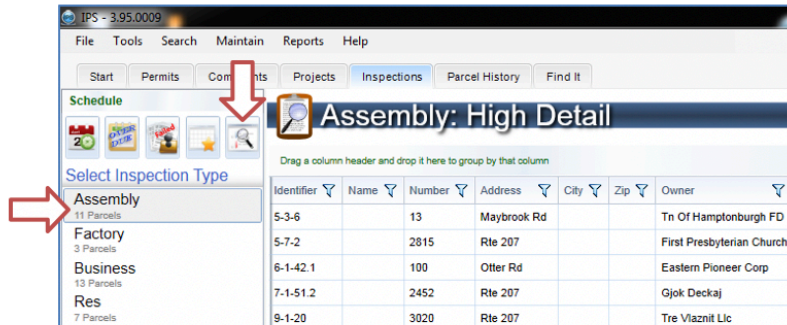 IPS - 3.95.0009
File Tools Search Maintain Reports Help
Start Permits Projects Inspections Parcel History Find It
Schedule
OVER DUE
Failed
Assembly: High Detail
Drag a column header and drop it here to group by that column
Select Inspection Type
Identifier Name Number Address City Zip Owner
Assembly
11 Parcels
5-3-6 13 Maybrook Rd Tn Of Hamptonburgh FD
Factory
3 Parcels
5-7-2 2815 Rte 207 First Presbyterian Church
Business
13 Parcels
6-1-42.1 100 Otter Rd Eastern Pioneer Corp
Res
7 Parcels
7-1-51.2 2452 Rte 207 Gjok Deckaj
9-1-20 3020 Rte 207 Tre Vlaznit Llc